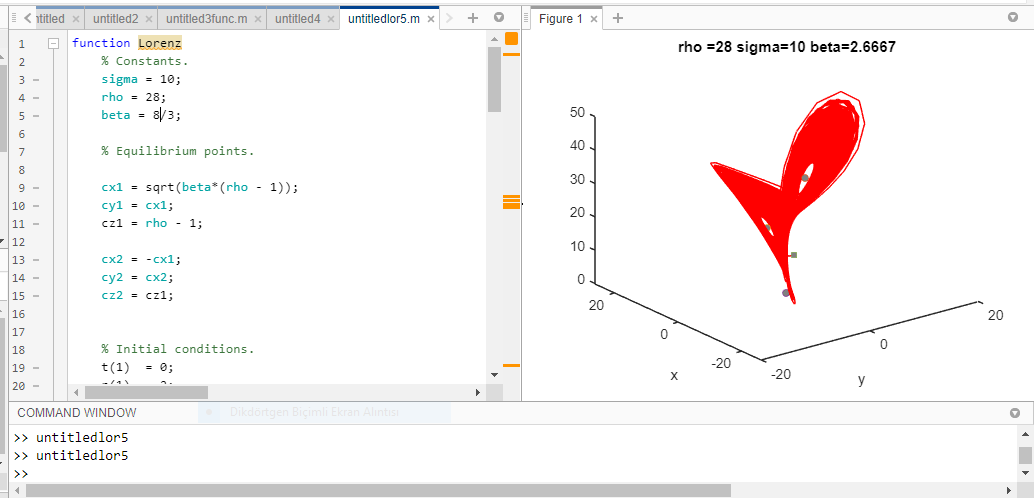 ntitled × untitled2 × untitled3func.m × untitled4 × untitledlor5.m × +
1 function Lorenz
2 % Constants.
3 – sigma = 10;
4 – rho = 28;
5 – beta = 8/3;
6
7 % Equilibrium points.
8
9 – cx1 = sqrt(beta*(rho - 1));
10 – cy1 = cx1;
11 – cz1 = rho - 1;
12
13 – cx2 = -cx1;
14 – cy2 = cx2;
15 – cz2 = cz1;
16
17
18 % Initial conditions.
19 – t(1) = 0;
20 –
Figure 1 × +
rho =28 sigma=10 beta=2.6667
50
40
30
20
10
0
20
0
-20
x
-20
0
20
y
COMMAND WINDOW
Dikdörtgen Biçimli Ekran Alıntısı
>> untitledlor5
>> untitledlor5
>>